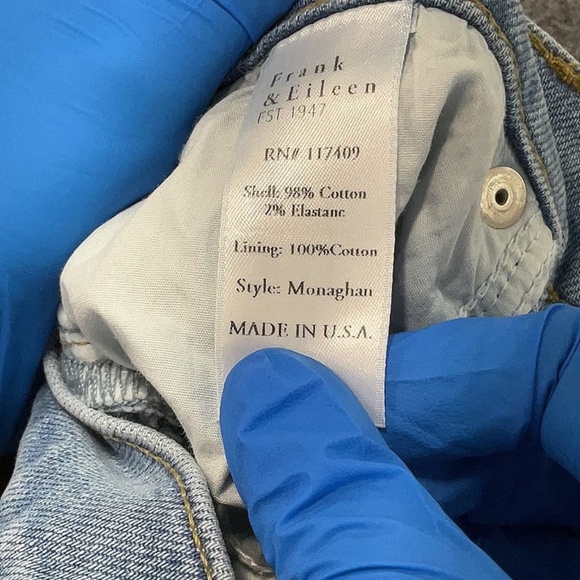 Frank
& Eileen
EST 1947
RN# 117409
Shell: 98% Cotton
2% Elastane
Lining: 100%Cotton
Style: Monaghan
MADE IN U.S.A.